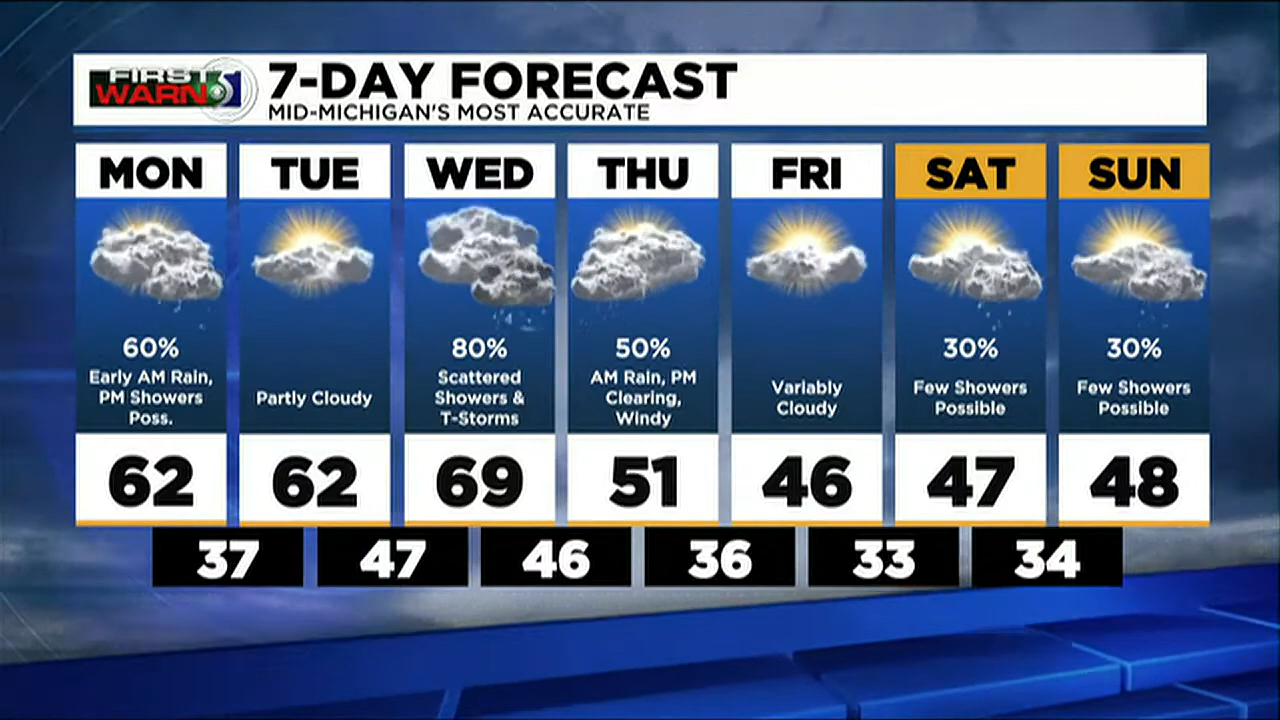 FIRST
WARN 5
7-DAY FORECAST
MID-MICHIGAN'S MOST ACCURATE
MON
TUE
WED
THU
FRI
SAT
SUN
60%
Early AM Rain,
PM Showers
Poss.
Partly Cloudy
80%
Scattered
Showers &
T-Storms
50%
AM Rain, PM
Clearing,
Windy
Variably
Cloudy
30%
Few Showers
Possible
30%
Few Showers
Possible
62
62
69
51
46
47
48
37
47
46
36
33
34